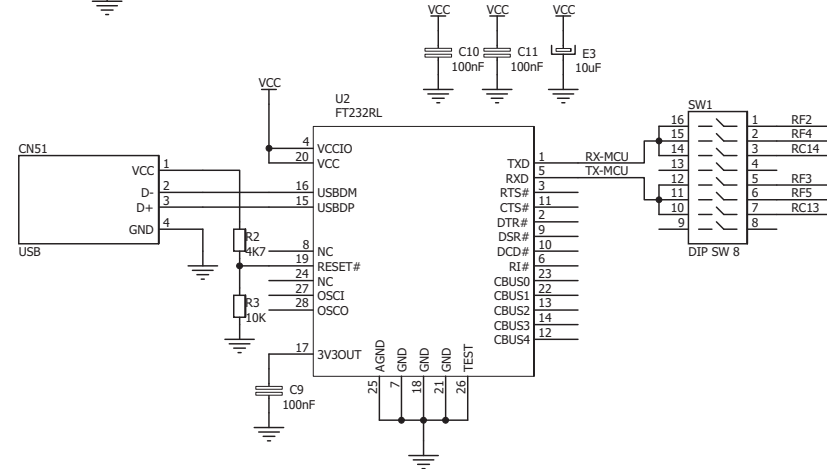 VCC VCC VCC
C10 100nF
C11 100nF
E3 10uF
VCC
U2
FT232RL
CN51
VCC 1
D- 2
D+ 3
GND 4
USB
R2
4K7
R3
10K
C9
100nF
4 VCCIO
20 VCC
16 USBDM
15 USBDP
8 NC
19 RESET#
24 NC
27 OSCI
28 OSCO
17 3V3OUT
AGND 25
GND 7
GND 18
GND 21
TEST 26
TXD 1 RX-MCU
RXD 5 TX-MCU
RTS# 3
CTS# 11
DTR# 2
DSR# 9
DCD# 10
RI# 6
CBUS0 23
CBUS1 22
CBUS2 13
CBUS3 14
CBUS4 12
SW1
16 1 RF2
15 2 RF4
14 3 RC14
13 4
12 5 RF3
11 6 RF5
10 7 RC13
9 8
DIP SW 8